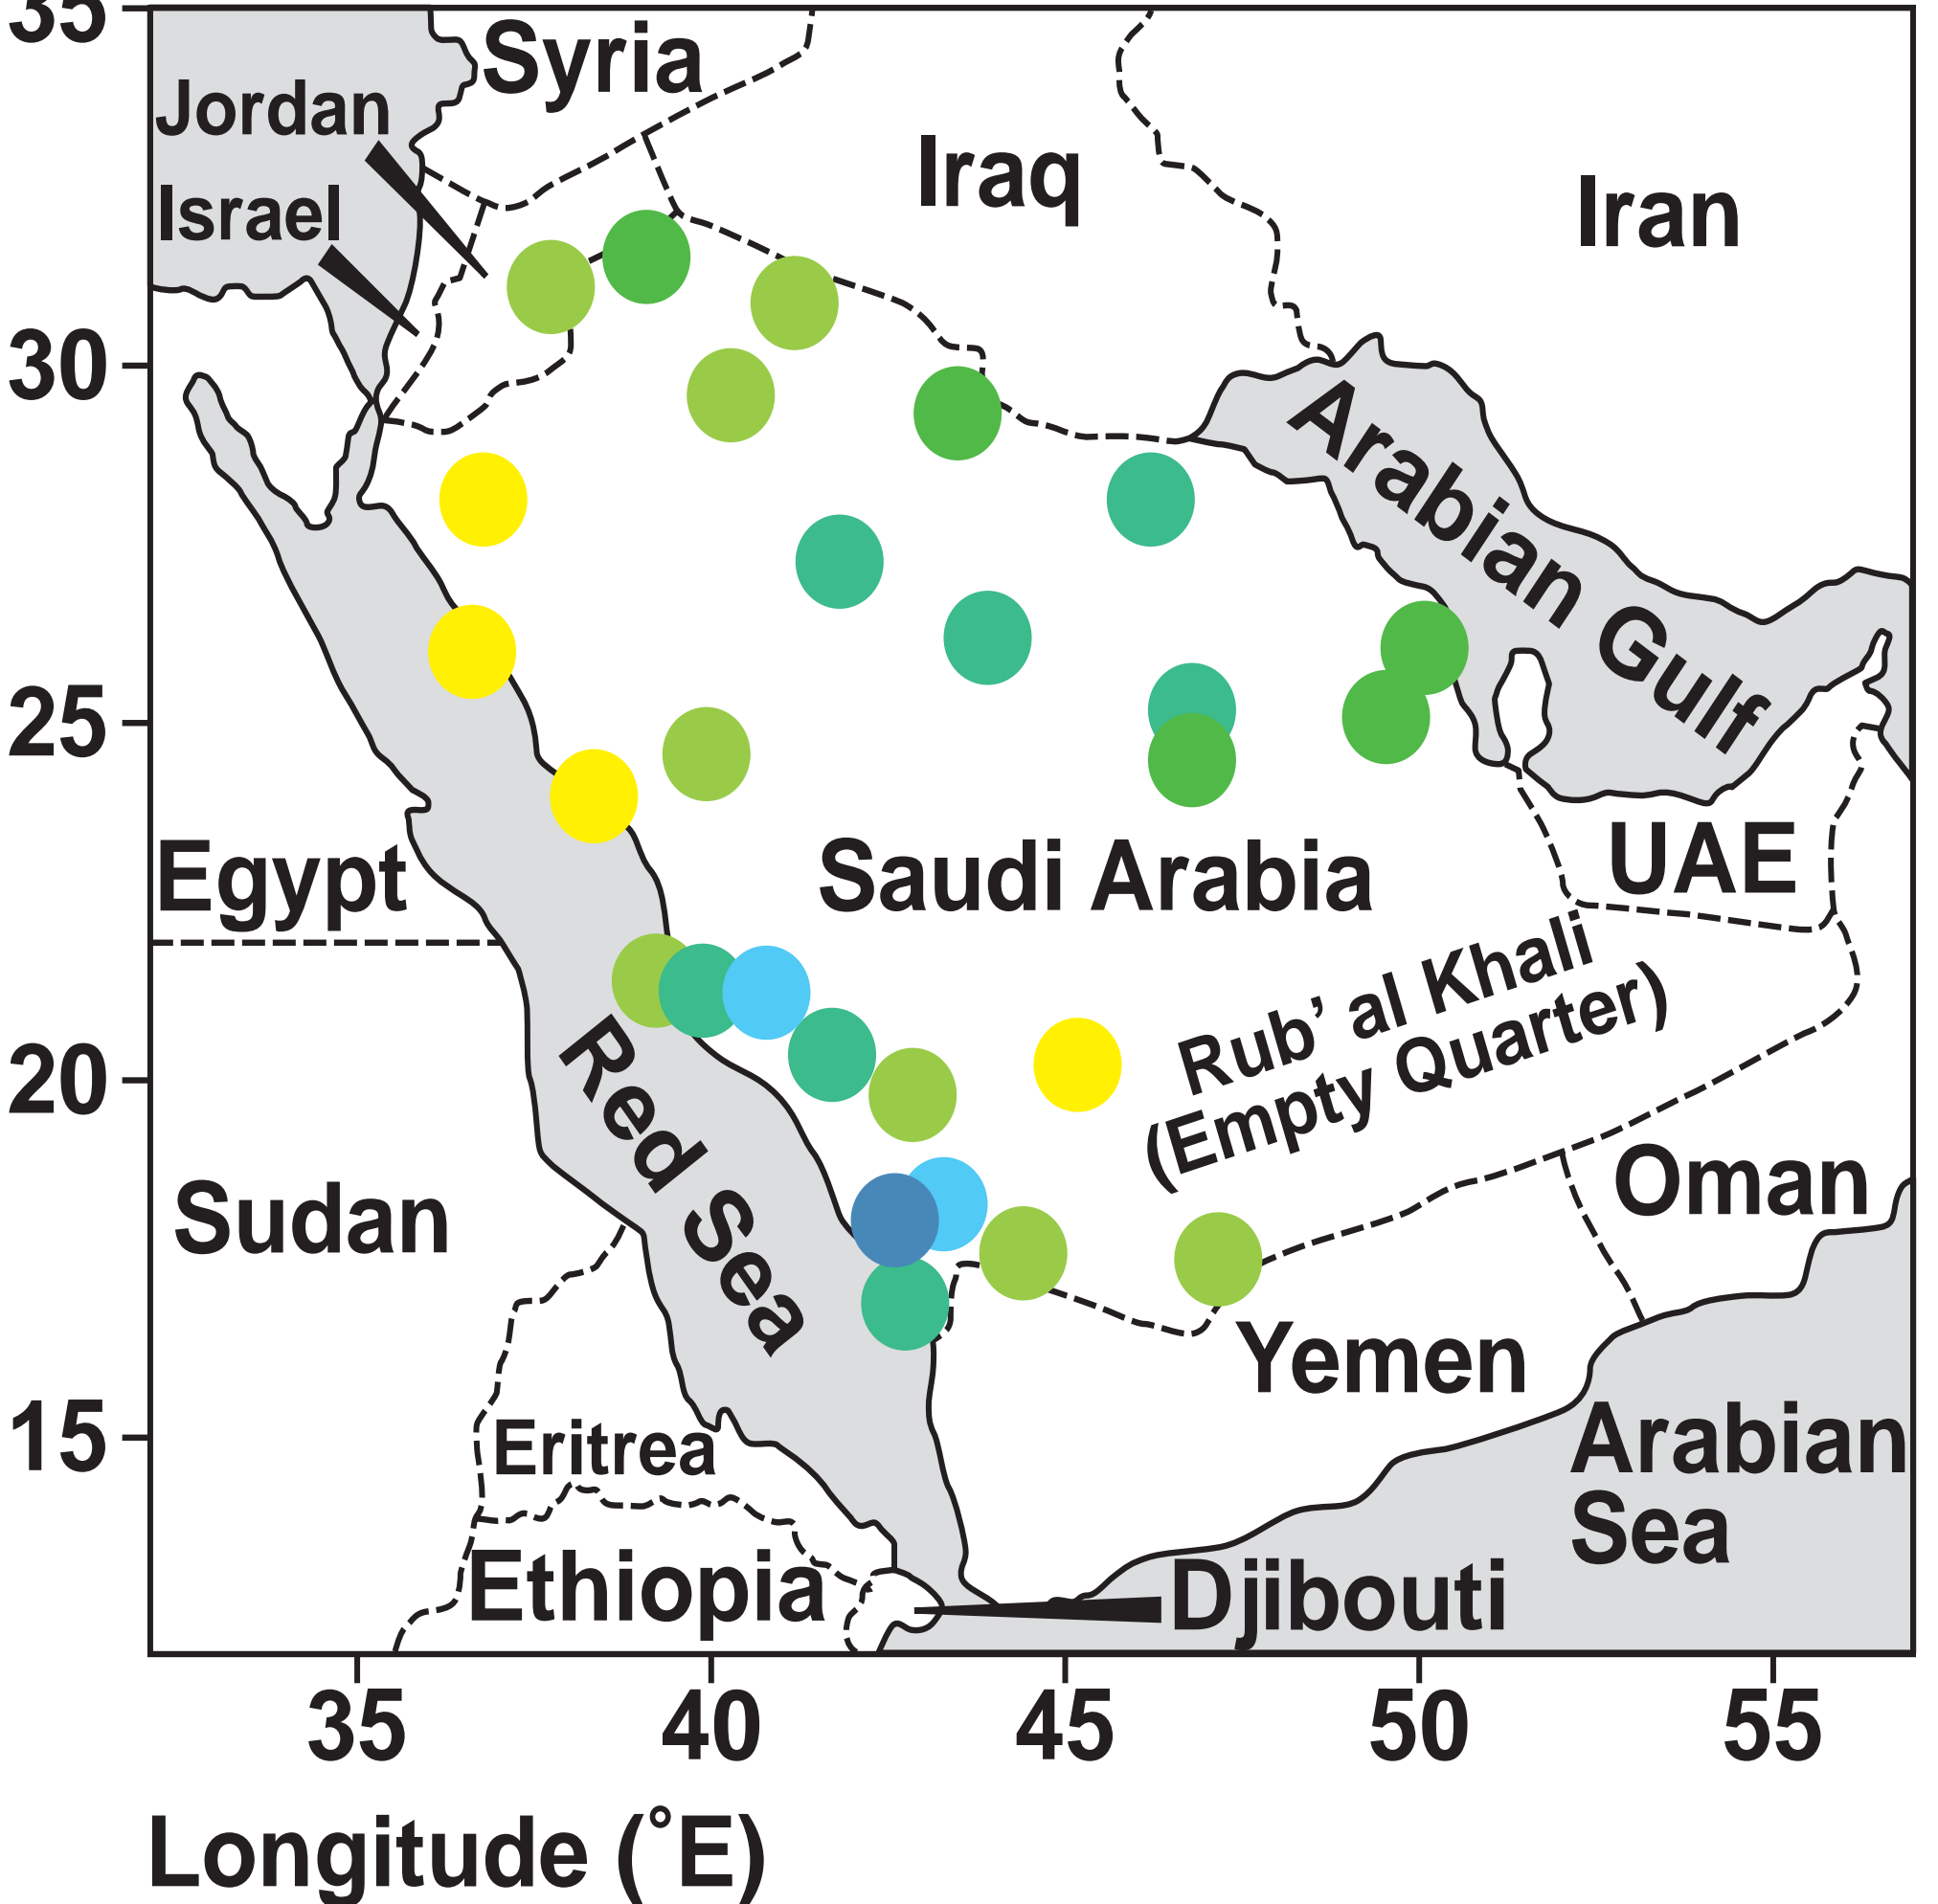 35
Syria
Jordan
Iraq
Israel
Iran
30
Arabian Gulf
25
Saudi Arabia
UAE
Egypt
Rub’ al Khali
(Empty Quarter)
20
Red Sea
Oman
Sudan
Yemen
15
Eritrea
Arabian
Sea
Ethiopia
Djibouti
35 40 45 50 55
Longitude (˚E)